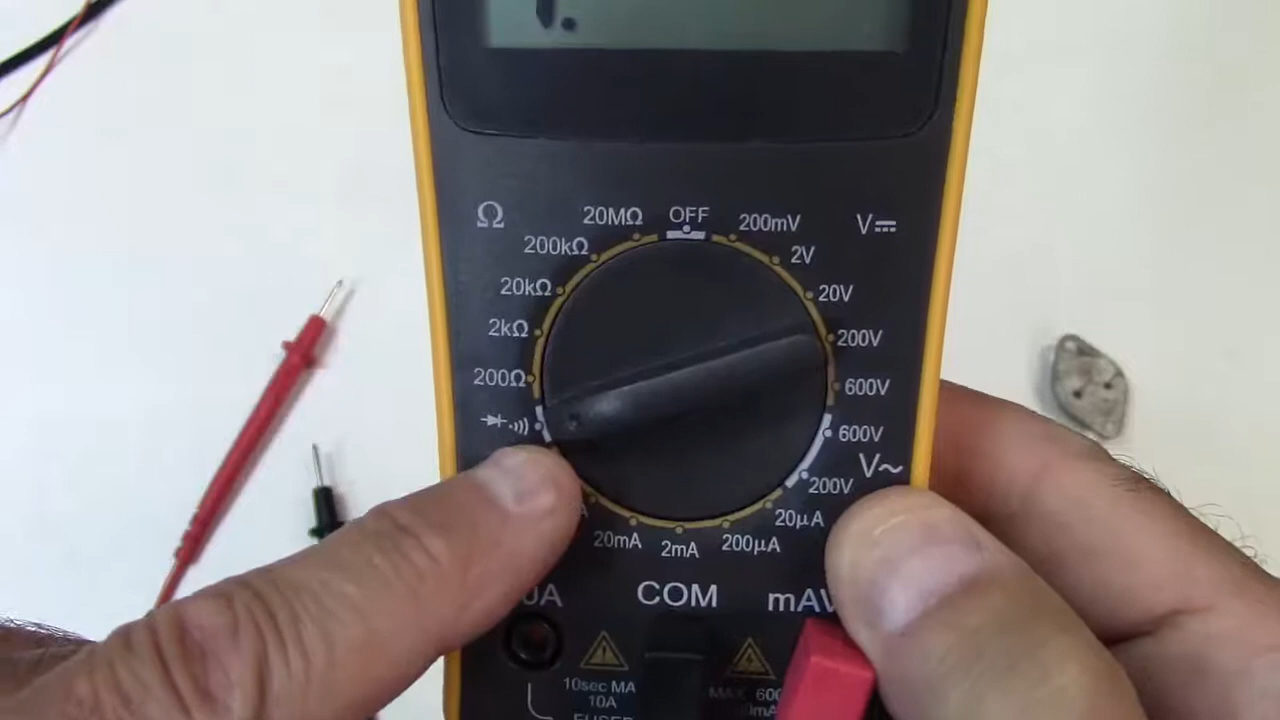 Ω
20MΩ
OFF
200mV
V⎓
200kΩ
2V
20kΩ
20V
2kΩ
200V
200Ω
600V
600V
V~
200V
20µA
20mA
2mA
200µA
COM
10sec MA
10A
MAX